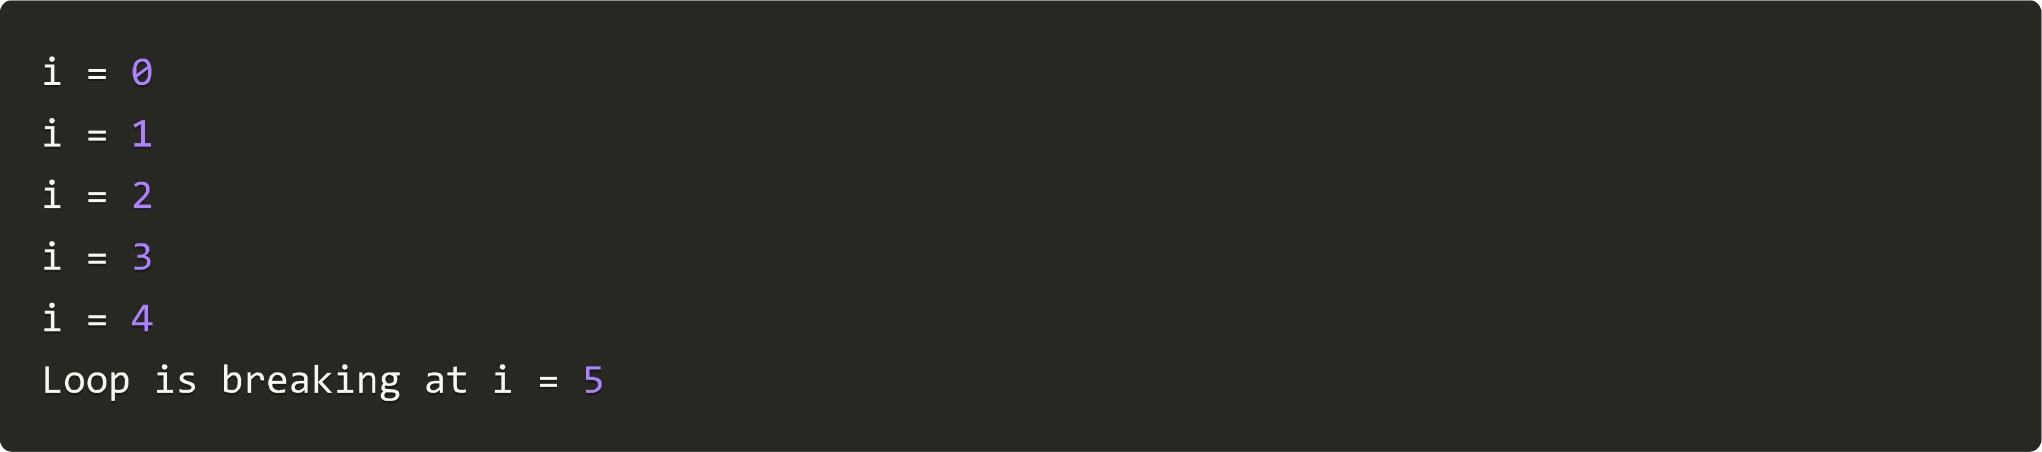 i = 0
i = 1
i = 2
i = 3
i = 4
Loop is breaking at i = 5